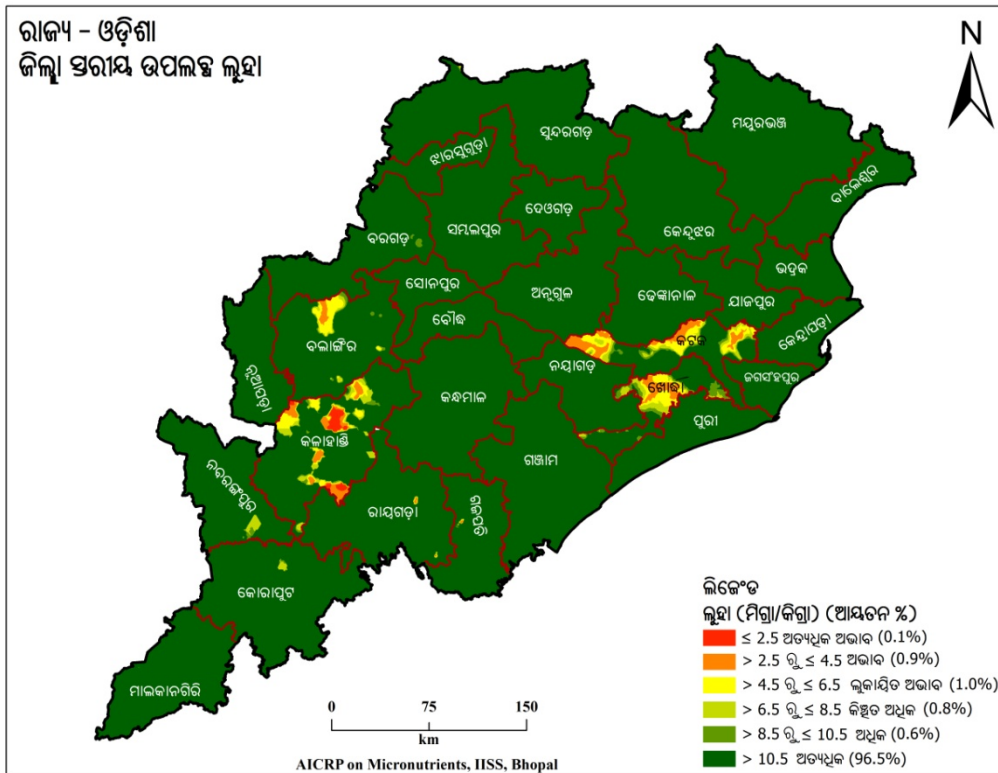 ରାଜ୍ୟ – ଓଡ଼ିଶା
ଜିଲ୍ଲା ସ୍ତରୀୟ ଉପଲବ୍ଧ ଲୁହା
N
ସୁନ୍ଦରଗଡ଼
ମୟୁରଭଞ୍ଜ
ଝାରସୁଗୁଡ଼ା
ବାଲେଶ୍ୱର
ଦେଓଗଡ଼
ସମ୍ଭଲପୁର
କେନ୍ଦୁଝର
ବରଗଡ଼
ଭଦ୍ରକ
ସୋନପୁର
ଅନୁଗୁଳ
ଢେଙ୍କାନାଳ
ଯାଜପୁର
ବୌଦ୍ଧ
କେନ୍ଦ୍ରାପଡ଼ା
ବଲାଙ୍ଗିର
କଟକ
ନୟାଗଡ଼
ଜଗସିଂହପୁର
ନୂଆପଡ଼ା
ଖୋର୍ଦ୍ଧା
କନ୍ଧମାଳ
ପୁରୀ
କଳାହାଣ୍ଡି
ଗଞ୍ଜାମ
ନବରଙ୍ଗପୁର
ରାୟଗଡ଼ା
ଗଜପତି
କୋରାପୁଟ
ମାଲକାନଗିରି
ଲିଜେଂଡ
ଲୁହା (ମିଗ୍ରା/କିଗ୍ରା) (ଆୟତନ %)
≤ 2.5 ଅତ୍ୟଧିକ ଅଭାବ (0.1%)
> 2.5 ରୁ ≤ 4.5 ଅଭାବ (0.9%)
> 4.5 ରୁ ≤ 6.5 ଲୁକାୟିତ ଅଭାବ (1.0%)
> 6.5 ରୁ ≤ 8.5 କିଞ୍ଚିତ ଅଧିକ (0.8%)
> 8.5 ରୁ ≤ 10.5 ଅଧିକ (0.6%)
> 10.5 ଅତ୍ୟଧିକ (96.5%)
0 75 150
km
AICRP on Micronutrients, IISS, Bhopal